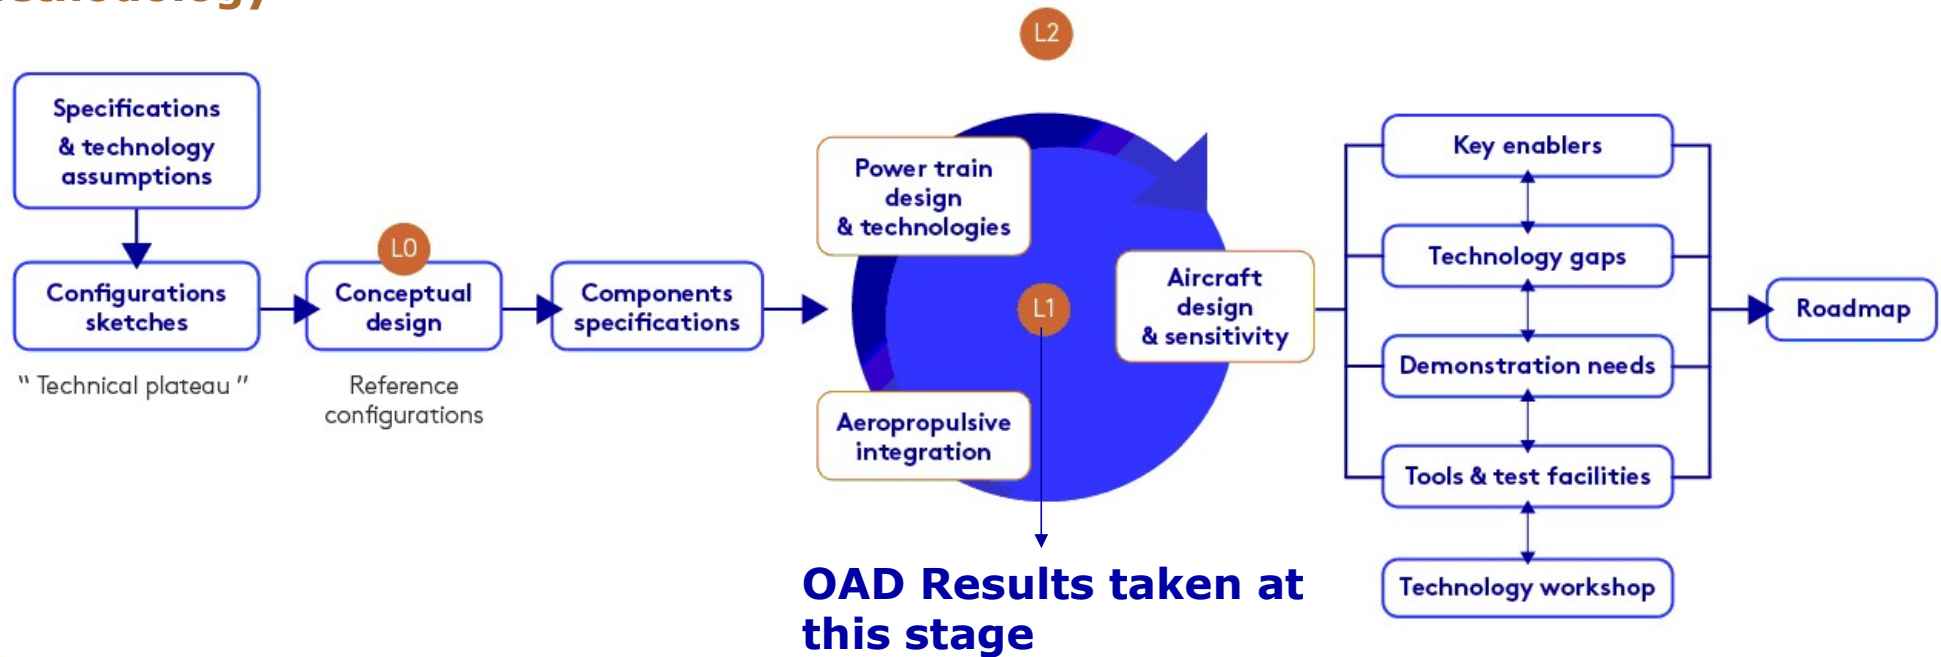 L2
Specifications
& technology
assumptions
L0
Configurations
sketches
" Technical plateau "
Conceptual
design
Reference
configurations
Components
specifications
Power train
design
& technologies
L1
Aeropropulsive
integration
Aircraft
design
& sensitivity
OAD Results taken at
this stage
Key enablers
Technology gaps
Demonstration needs
Tools & test facilities
Technology workshop
Roadmap